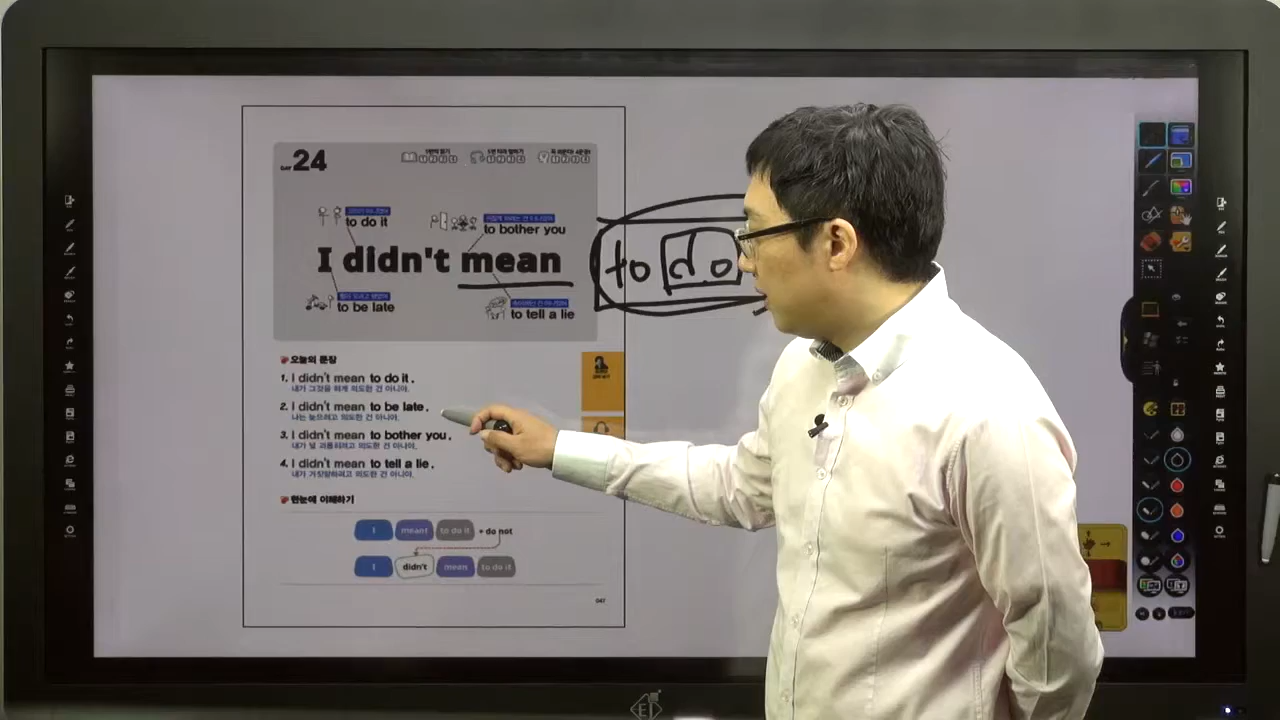 DAY 24
to do it
to bother you
I didn't mean
to do
to be late
to tell a lie
오늘의 문장
1. I didn't mean to do it.
내가 그것을 하게 의도한 건 아니야.
2. I didn't mean to be late.
나는 늦으려고 의도한 건 아니야.
3. I didn't mean to bother you.
내가 널 괴롭히려고 의도한 건 아니야.
4. I didn't mean to tell a lie.
내가 거짓말하려고 의도한 건 아니야.
한눈에 이해하기
I meant to do it + do not
I didn't mean to do it
047